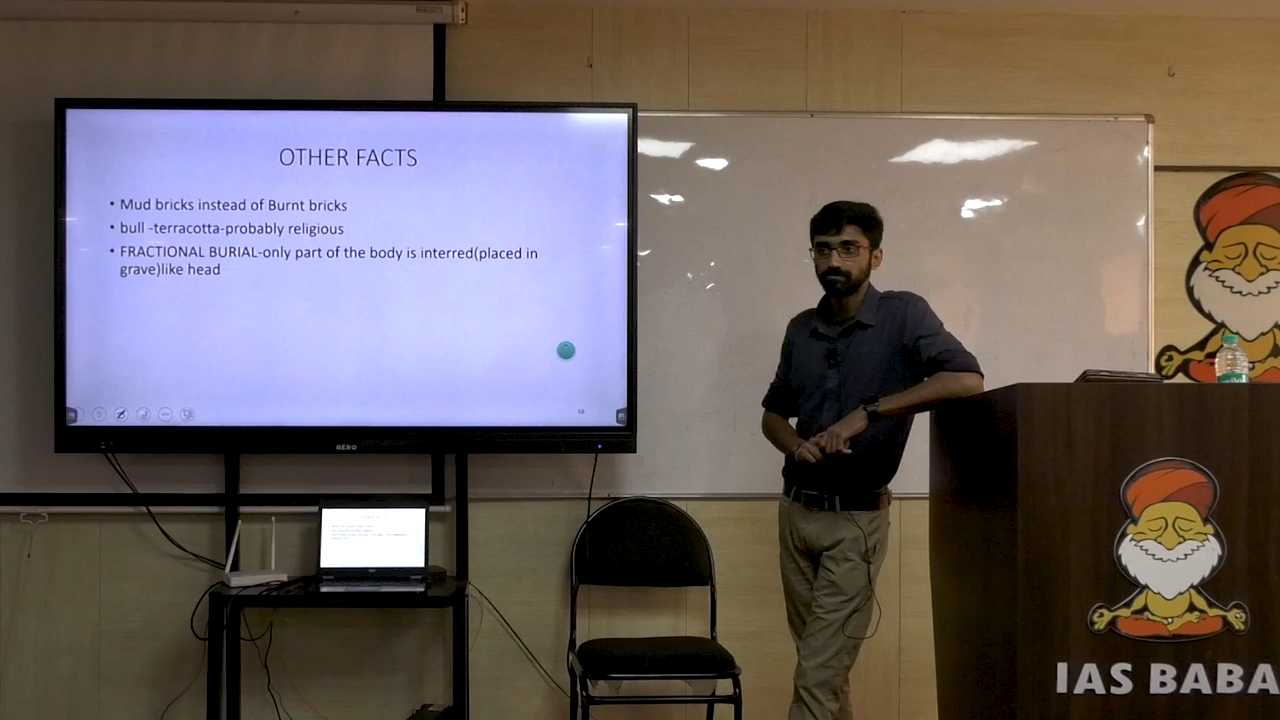 OTHER FACTS
• Mud bricks instead of Burnt bricks
• bull -terracotta-probably religious
• FRACTIONAL BURIAL-only part of the body is interred(placed in
grave)like head
58
IAS BABA